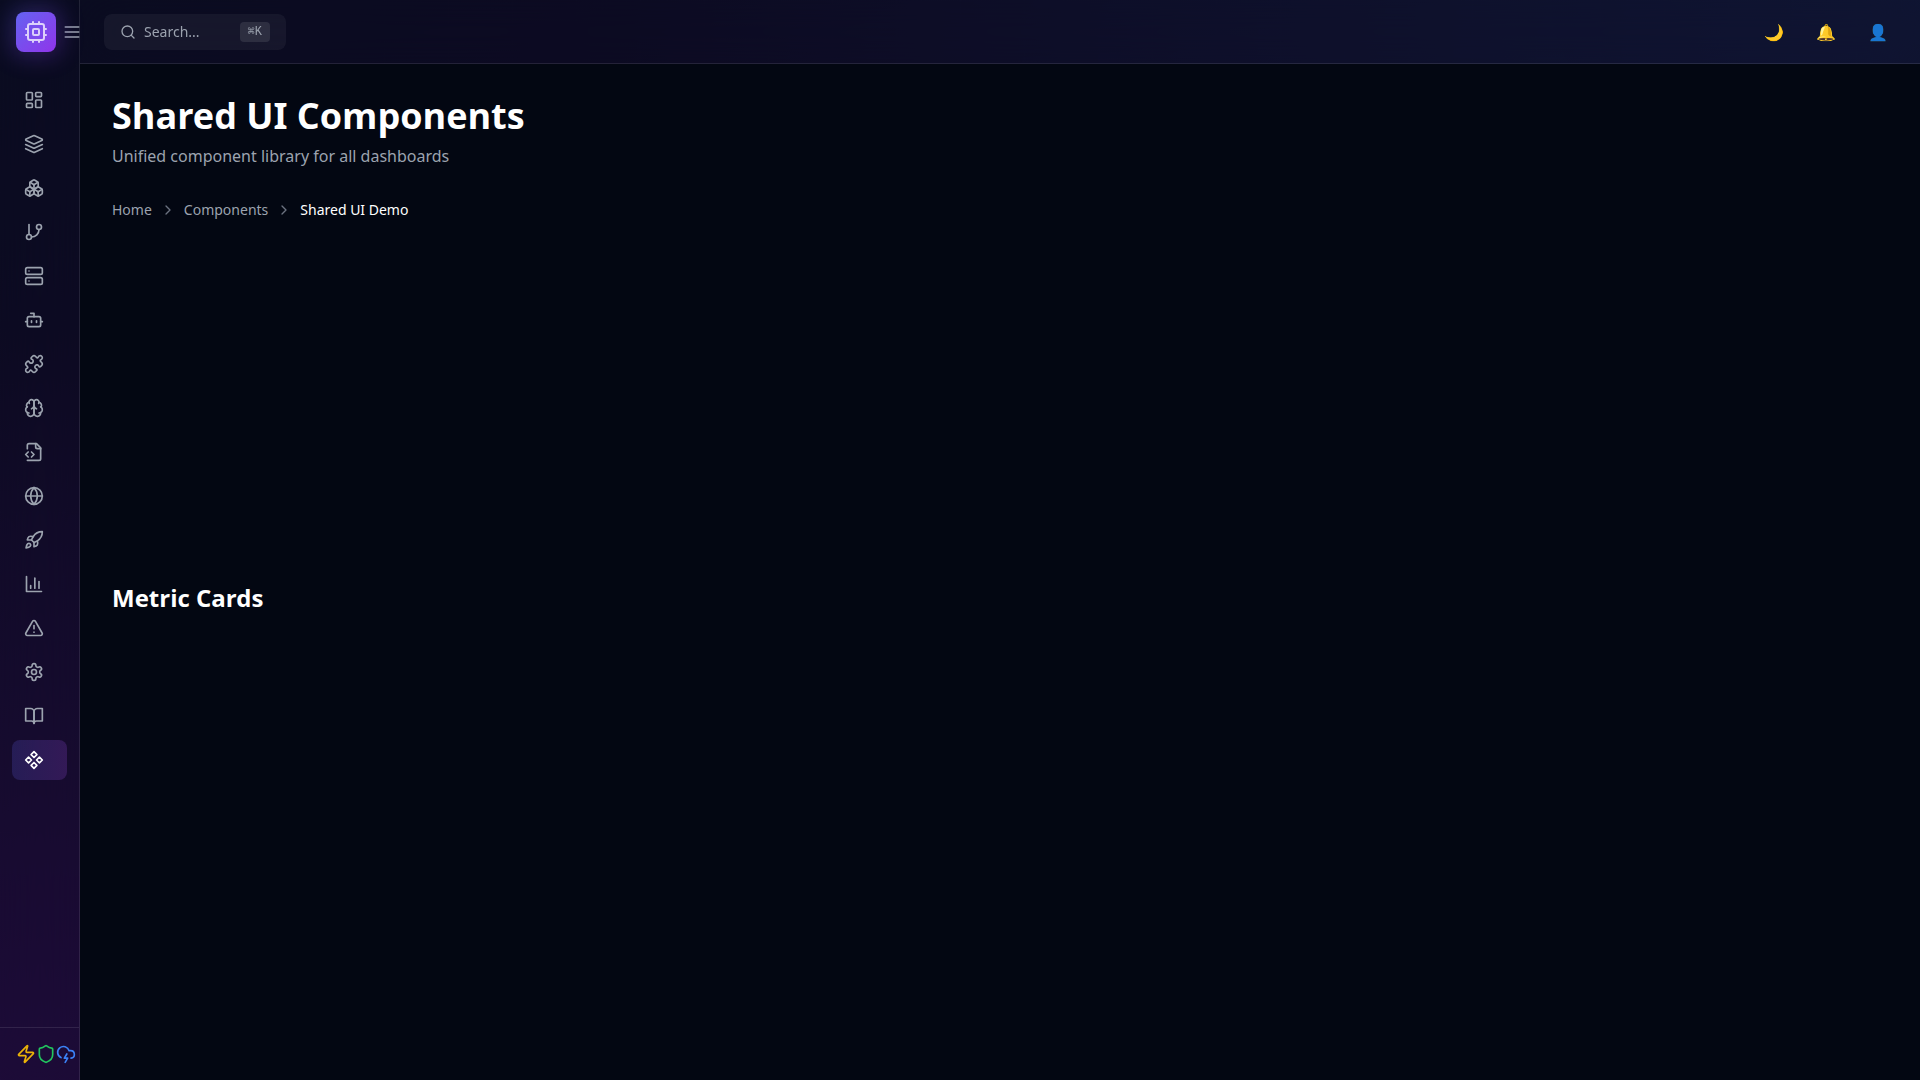 Search...
⌘K
Shared UI Components
Unified component library for all dashboards
Home
Components
Shared UI Demo
Metric Cards